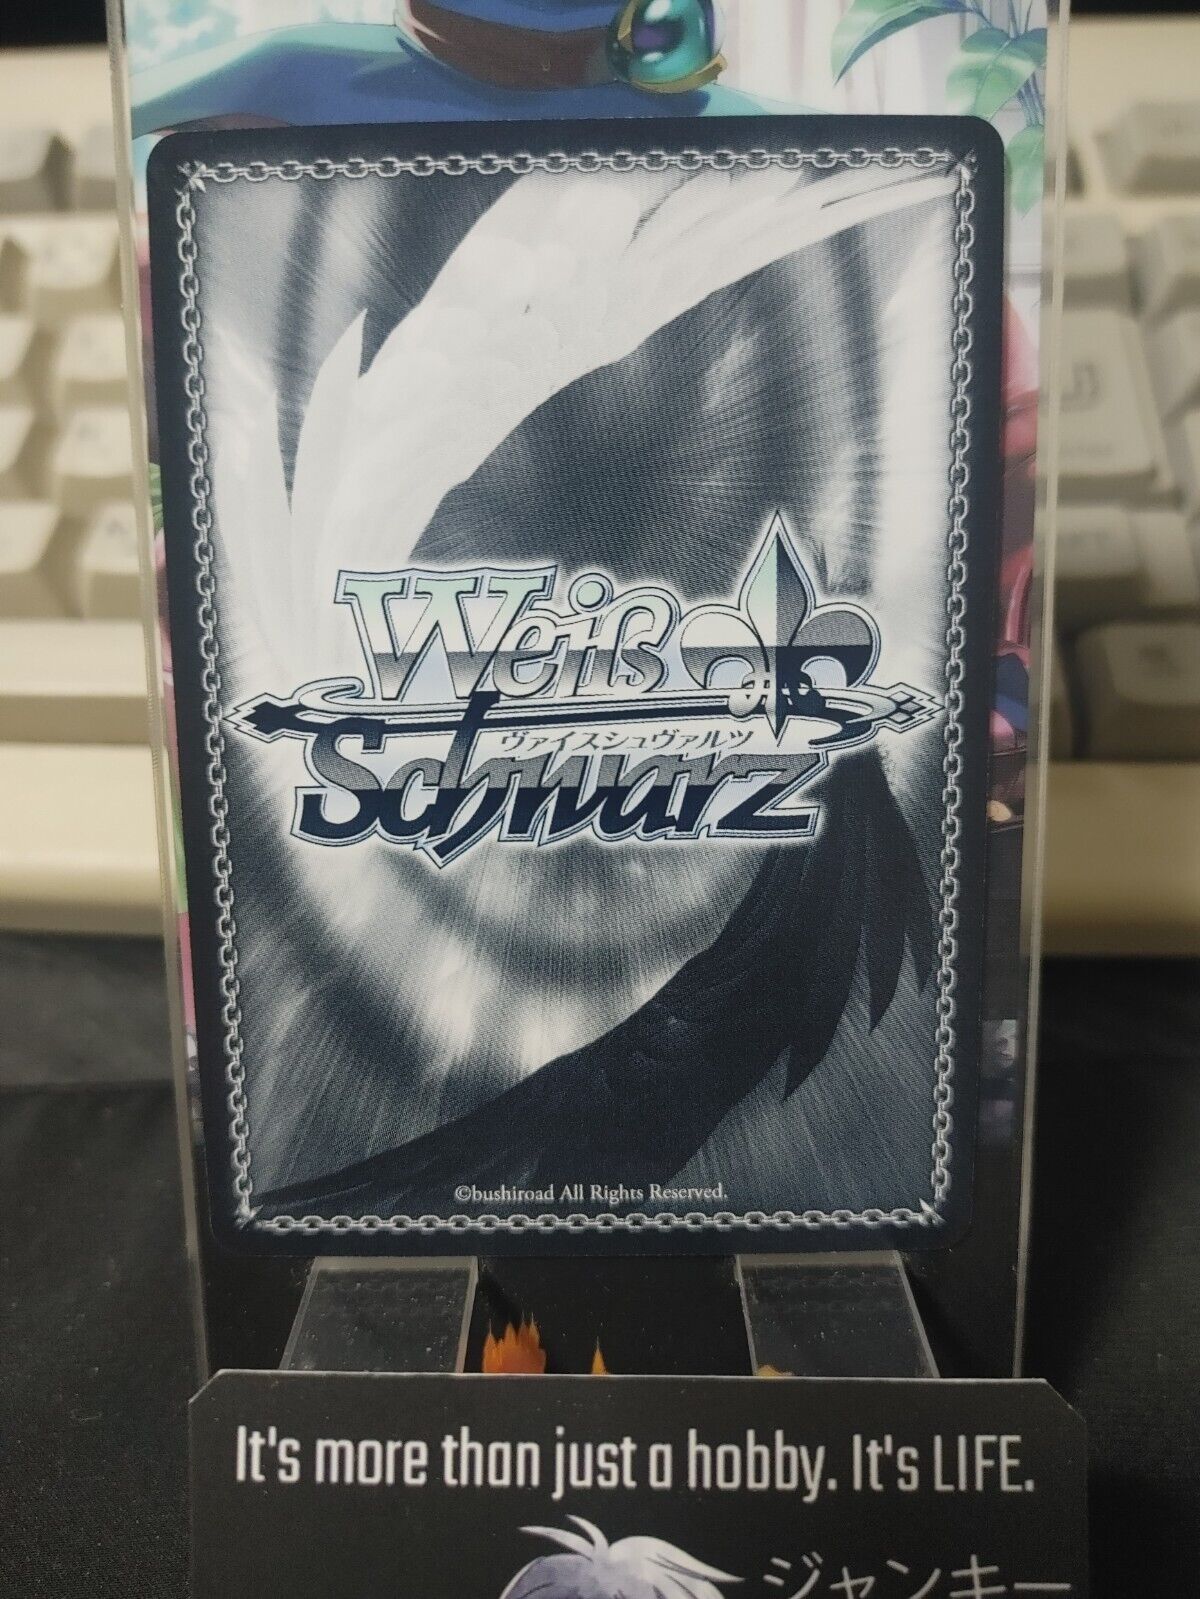 Weiß
ヴァイスシュヴァルツ
Schwarz
©bushiroad All Rights Reserved.
It's more than just a hobby. It's LIFE.
ジャンキー